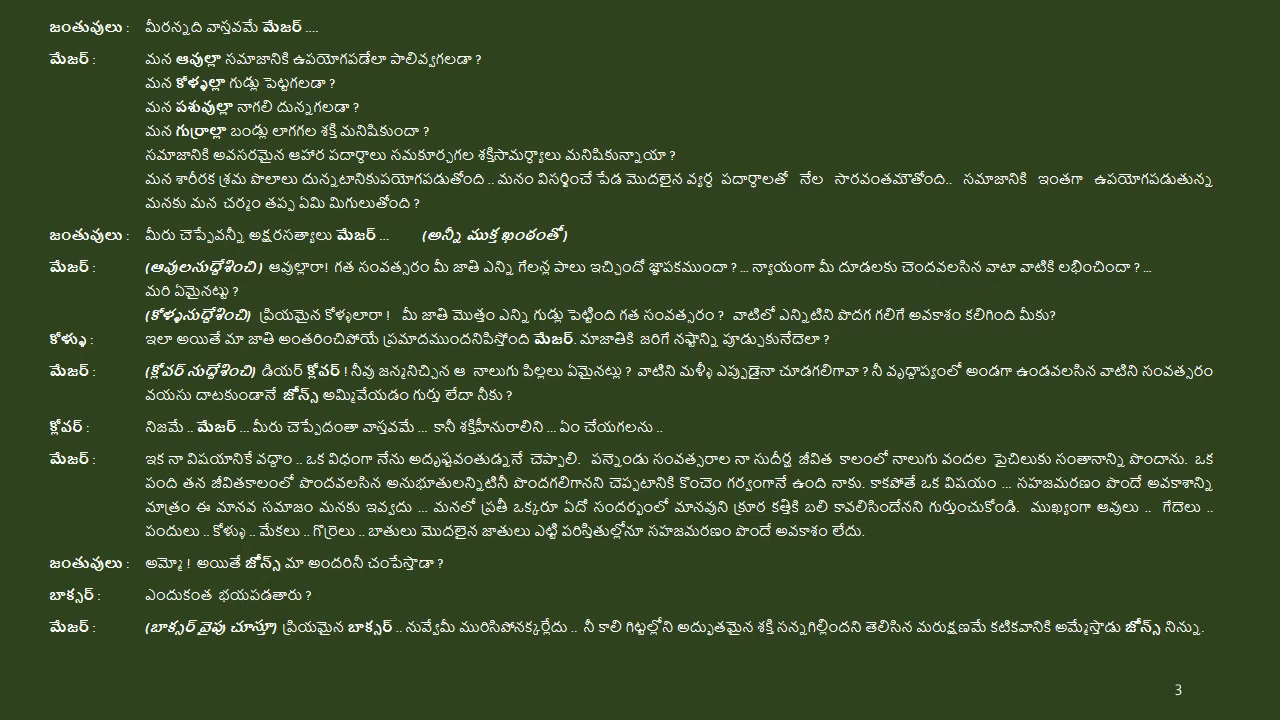 జంతువులు : మీరన్నది వాస్తవమే మేజర్ ....
మేజర్ : మన ఆవుల్లా సమాజానికి ఉపయోగపడేలా పాలివ్వగలడా ?
మన కోళ్ళల్లా గుడ్లు పెట్టగలడా ?
మన పశువుల్లా నాగలి దున్నగలడా ?
మన గుర్రాల్లా బండ్లు లాగగల శక్తి మనిషికుందా ?
సమాజానికి అవసరమైన ఆహార పదార్థాలు సమకూర్చగల శక్తిసామర్థ్యాలు మనిషికున్నాయా ?
మన శారీరక శ్రమ పొలాలు దున్నటానికుపయోగపడుతోంది .. మనం విసర్జించే పేడ మొదలైన వ్యర్థ పదార్థాలతో నేల సారవంతమౌతోంది.. సమాజానికి ఇంతగా ఉపయోగపడుతున్న
మనకు మన చర్మం తప్ప ఏమి మిగులుతోంది ?
జంతువులు : మీరు చెప్పేవన్నీ అక్షరసత్యాలు మేజర్ ... (అన్నీ ముక్త ఖంఠంతో )
మేజర్ : (ఆవులనుద్దేశించి ) ఆవుల్లారా! గత సంవత్సరం మీ జాతి ఎన్ని గేలన్ల పాలు ఇచ్చిందో జ్ఞాపకముందా ? ... న్యాయంగా మీ దూడలకు చెందవలసిన వాటా వాటికి లభించిందా ? ...
మరి ఏమైనట్టు ?
(కోళ్ళనుద్దేశించి) ప్రియమైన కోళ్ళలారా ! మీ జాతి మొత్తం ఎన్ని గుడ్లు పెట్టింది గత సంవత్సరం ? వాటిలో ఎన్నిటిని పొదగ గలిగే అవకాశం కలిగింది మీకు?
కోళ్ళు : ఇలా అయితే మా జాతి అంతరించిపోయే ప్రమాదముందనిపిస్తోంది మేజర్. మాజాతికి జరిగే నష్టాన్ని పూడ్చుకునేదెలా ?
మేజర్ : (క్లోవర్ నుద్దేశించి) డియర్ క్లోవర్ ! నీవు జన్మనిచ్చిన ఆ నాలుగు పిల్లలు ఏమైనట్లు ? వాటిని మళ్ళీ ఎప్పుడైనా చూడగలిగావా ? నీ వృద్ధాప్యంలో అండగా ఉండవలసిన వాటిని సంవత్సరం
వయసు దాటకుండానే జోన్స్ అమ్మివేయడం గుర్తు లేదా నీకు ?
క్లోవర్ : నిజమే .. మేజర్ ... మీరు చెప్పేదంతా వాస్తవమే ... కానీ శక్తిహీనురాలిని ... ఏం చేయగలను ..
మేజర్ : ఇక నా విషయానికే వద్దాం .. ఒక విధంగా నేను అదృష్టవంతుడ్ననే చెప్పాలి. పన్నెండు సంవత్సరాల నా సుదీర్ఘ జీవిత కాలంలో నాలుగు వందల పైచిలుకు సంతానాన్ని పొందాను. ఒక
పంది తన జీవితకాలంలో పొందవలసిన అనుభూతులన్నిటినీ పొందగలిగానని చెప్పటానికి కొంచెం గర్వంగానే ఉంది నాకు. కాకపోతే ఒక విషయం ... సహజమరణం పొందే అవకాశాన్ని
మాత్రం ఈ మానవ సమాజం మనకు ఇవ్వదు ... మనలో ప్రతీ ఒక్కరూ ఏదో సందర్భంలో మానవుని క్రూర కత్తికి బలి కావలిసిందేనని గుర్తుంచుకోండి. ముఖ్యంగా ఆవులు .. గేదెలు ..
పందులు .. కోళ్ళు .. మేకలు .. గొర్రెలు .. బాతులు మొదలైన జాతులు ఎట్టి పరిస్తితుల్లోనూ సహజమరణం పొందే అవకాశం లేదు.
జంతువులు : అమ్మో ! అయితే జోన్స్ మా అందరినీ చంపేస్తాడా ?
బాక్సర్ : ఎందుకంత భయపడతారు ?
మేజర్ : (బాక్సర్ వైపు చూస్తూ) ప్రియమైన బాక్సర్ .. నువ్వేమీ మురిసిపోనక్కర్లేదు .. నీ కాలి గిట్టల్లోని అద్భుతమైన శక్తి సన్నగిల్లిందని తెలిసిన మరుక్షణమే కటికవానికి అమ్మేస్తాడు జోన్స్ నిన్ను.
3